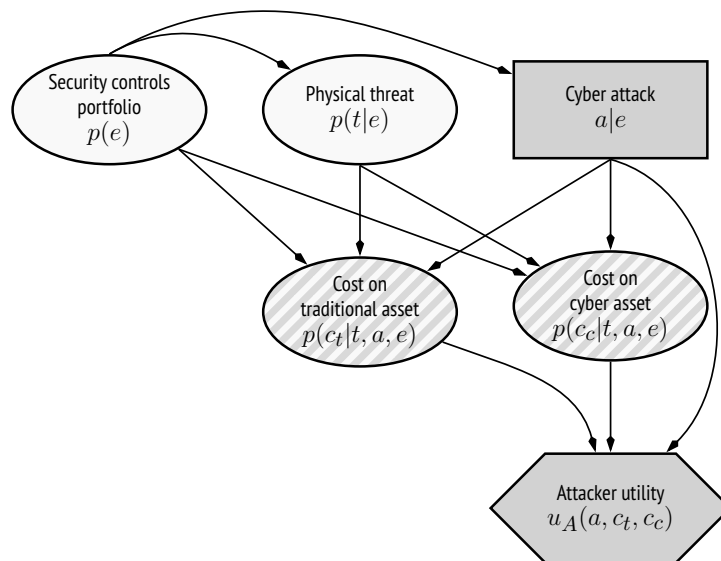 Security controls
portfolio
p(e)
Physical threat
p(t|e)
Cyber attack
a|e
Cost on
traditional asset
p(c_t|t, a, e)
Cost on
cyber asset
p(c_c|t, a, e)
Attacker utility
u_A(a, c_t, c_c)